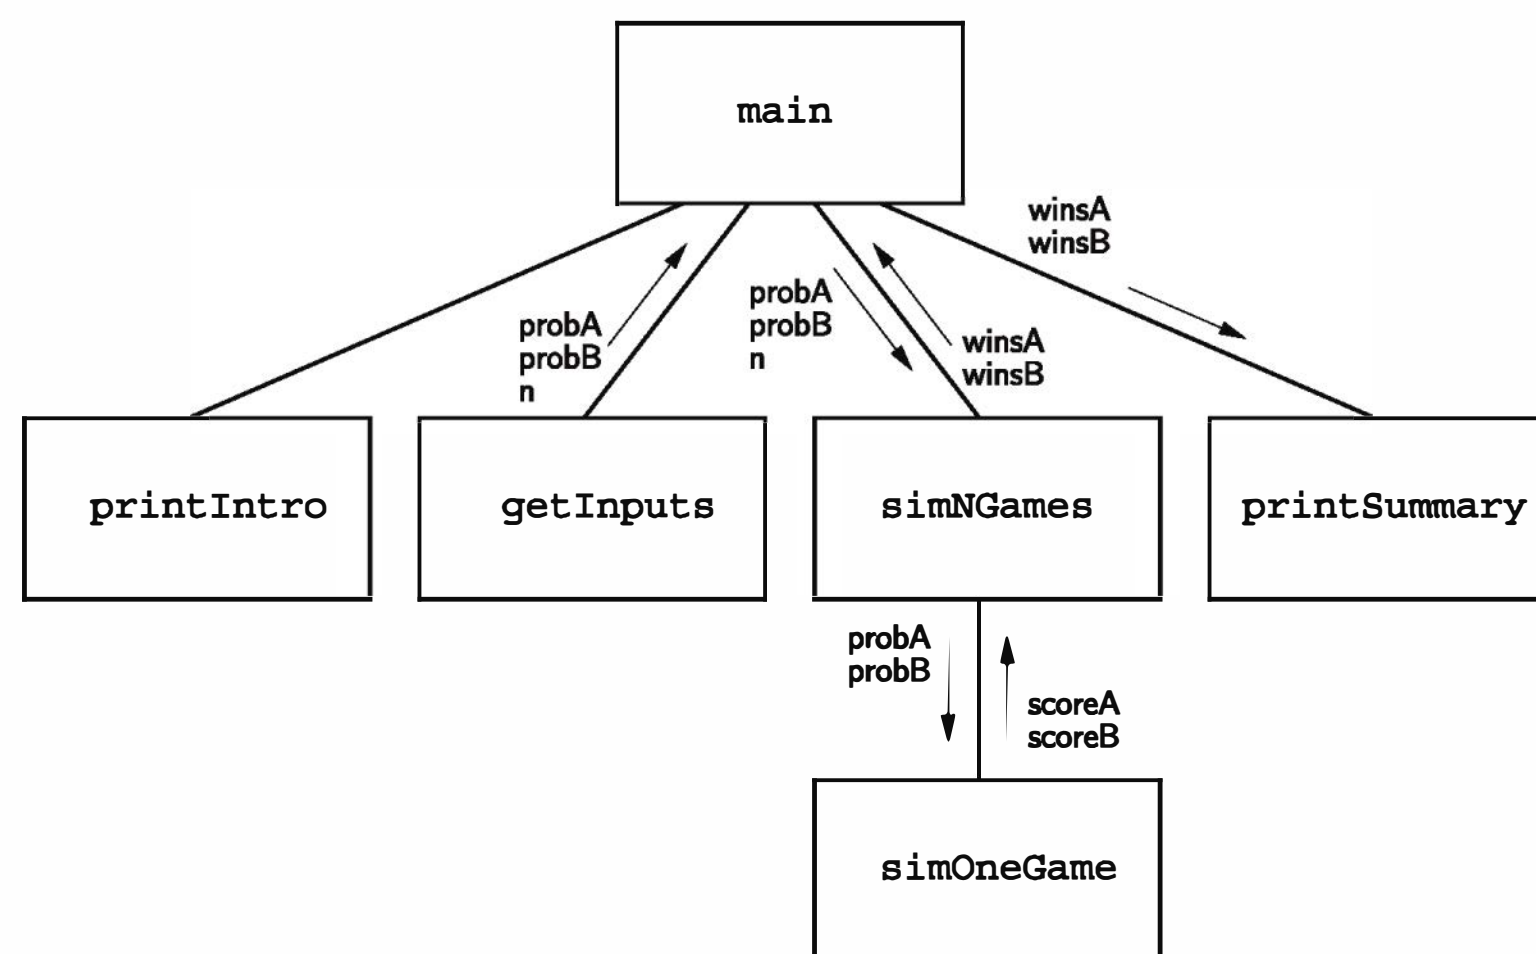 main
winsA
winsB
probA
probB
n
probA
probB
n
winsA
winsB
printIntro
getInputs
simNGames
printSummary
probA
probB
scoreA
scoreB
simOneGame